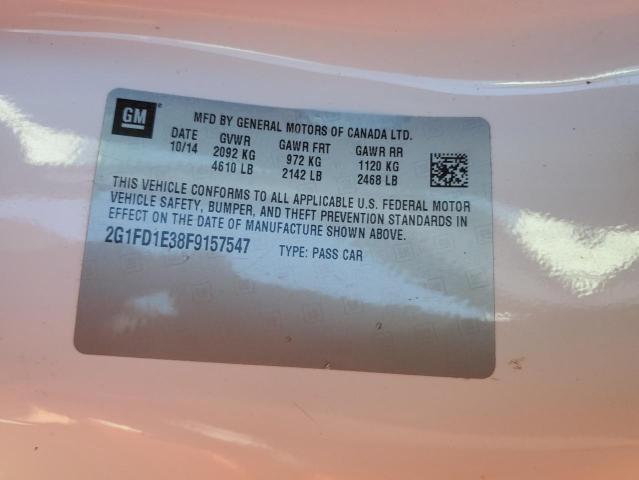 GM ®
MFD BY GENERAL MOTORS OF CANADA LTD.
DATE GVWR GAWR FRT GAWR RR
10/14 2092 KG 972 KG 1120 KG
4610 LB 2142 LB 2468 LB
THIS VEHICLE CONFORMS TO ALL APPLICABLE U.S. FEDERAL MOTOR
VEHICLE SAFETY, BUMPER, AND THEFT PREVENTION STANDARDS IN
EFFECT ON THE DATE OF MANUFACTURE SHOWN ABOVE.
2G1FD1E38F9157547 TYPE: PASS CAR